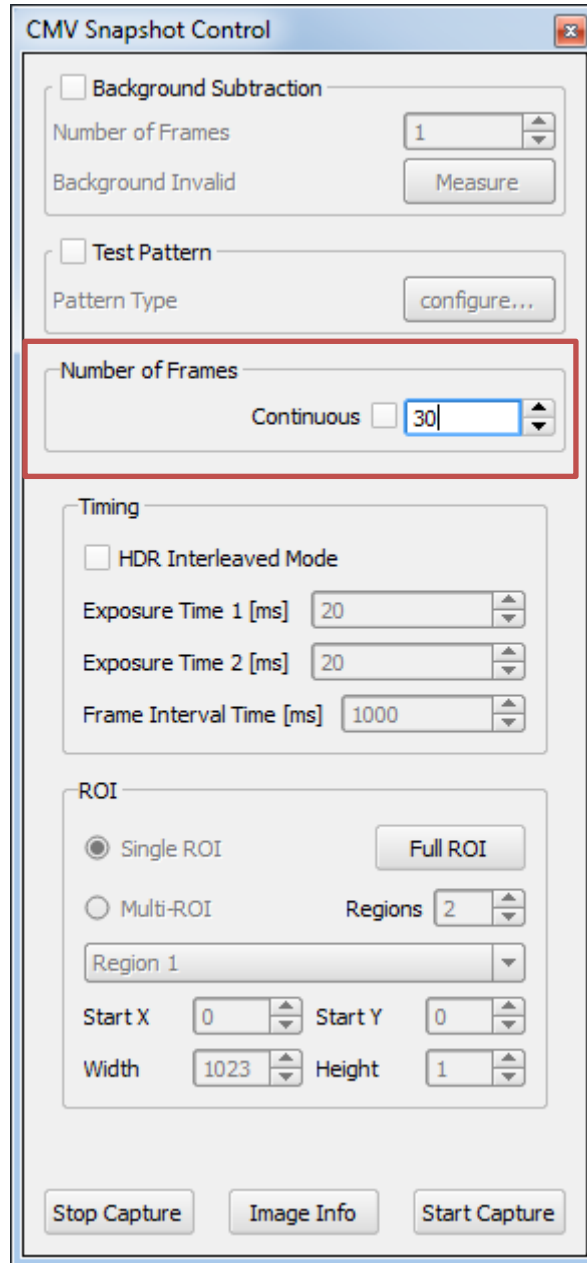 CMV Snapshot Control
Background Subtraction
Number of Frames 1
Background Invalid Measure
Test Pattern
Pattern Type configure...
Number of Frames
Continuous 30
Timing
HDR Interleaved Mode
Exposure Time 1 [ms] 20
Exposure Time 2 [ms] 20
Frame Interval Time [ms] 1000
ROI
Single ROI Full ROI
Multi-ROI Regions 2
Region 1
Start X 0 Start Y 0
Width 1023 Height 1
Stop Capture Image Info Start Capture